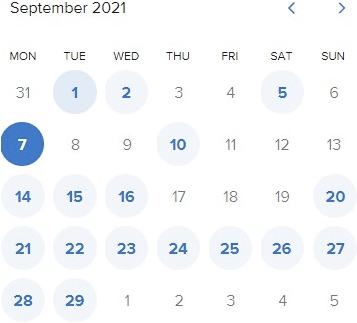 September 2021
MON TUE WED THU FRI SAT SUN
31 1 2 3 4 5 6
7 8 9 10 11 12 13
14 15 16 17 18 19 20
21 22 23 24 25 26 27
28 29 1 2 3 4 5